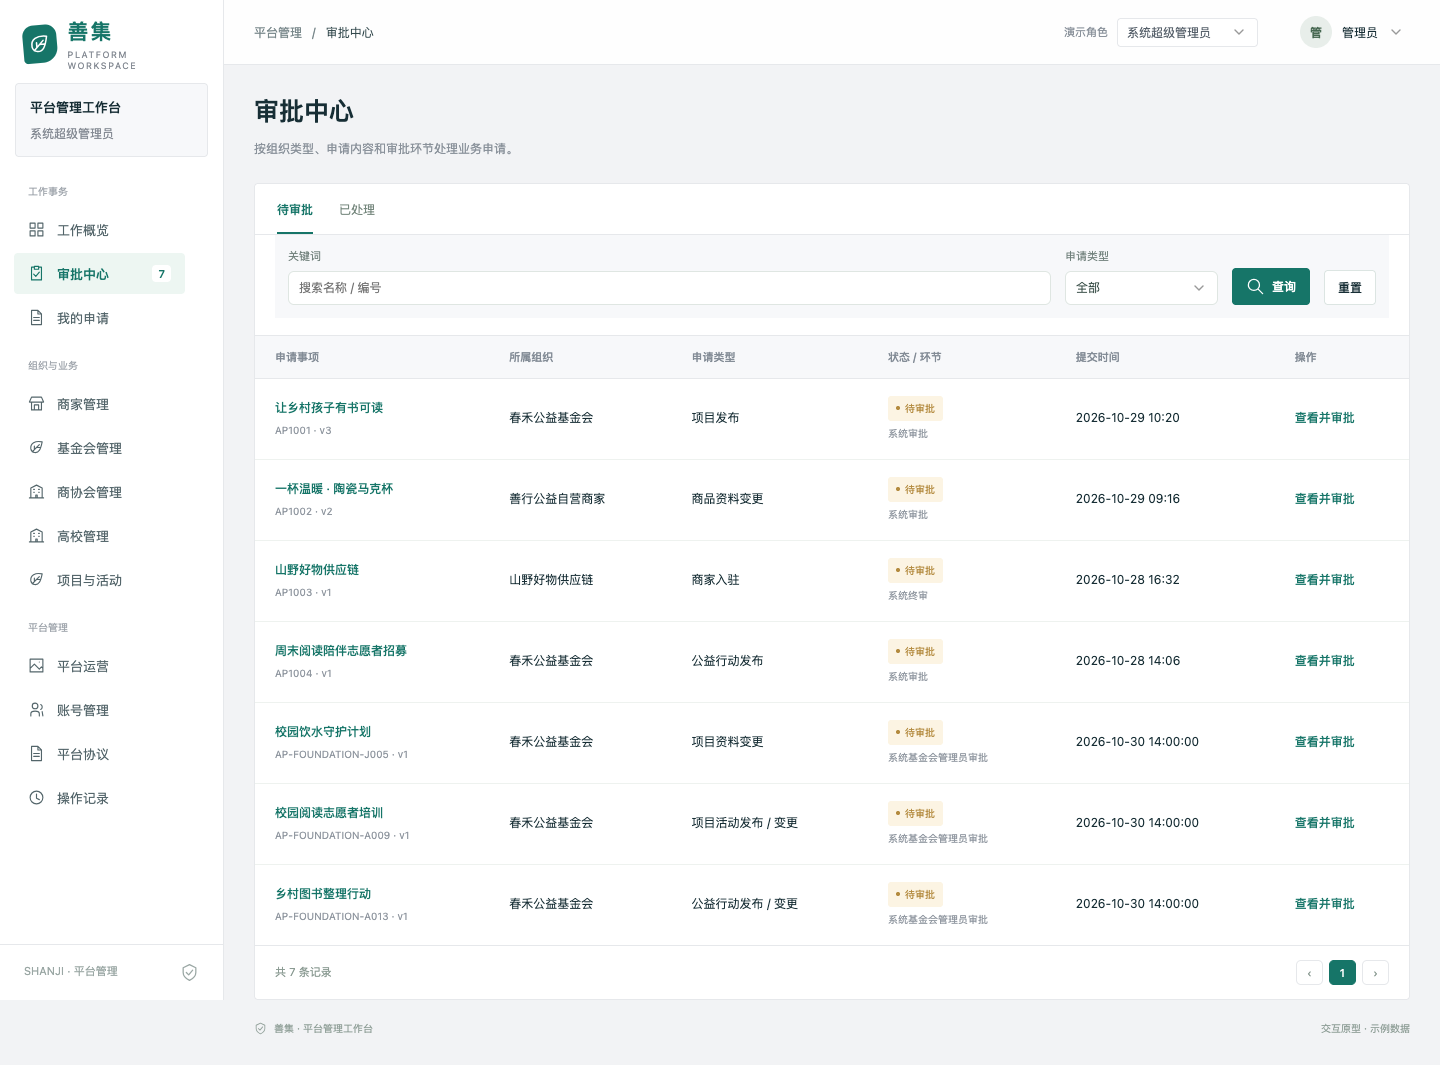 善集
PLATFORM
WORKSPACE
平台管理工作台
系统超级管理员
工作事务
工作概览
审批中心 7
我的申请
组织与业务
商家管理
基金会管理
商协会管理
高校管理
项目与活动
平台管理
平台运营
账号管理
平台协议
操作记录
SHANJI · 平台管理
平台管理 / 审批中心
演示角色 系统超级管理员 管 管理员
审批中心
按组织类型、申请内容和审批环节处理业务申请。
待审批 已处理
关键词 申请类型
搜索名称 / 编号 全部 查询 重置
申请事项 所属组织 申请类型 状态 / 环节 提交时间 操作
让乡村孩子有书可读
AP1001 · v3
春禾公益基金会 项目发布
待审批
系统审批
2026-10-29 10:20 查看并审批
一杯温暖 · 陶瓷马克杯
AP1002 · v2
善行公益自营商家 商品资料变更
待审批
系统审批
2026-10-29 09:16 查看并审批
山野好物供应链
AP1003 · v1
山野好物供应链 商家入驻
待审批
系统终审
2026-10-28 16:32 查看并审批
周末阅读陪伴志愿者招募
AP1004 · v1
春禾公益基金会 公益行动发布
待审批
系统审批
2026-10-28 14:06 查看并审批
校园饮水守护计划
AP-FOUNDATION-J005 · v1
春禾公益基金会 项目资料变更
待审批
系统基金会管理员审批
2026-10-30 14:00:00 查看并审批
校园阅读志愿者培训
AP-FOUNDATION-A009 · v1
春禾公益基金会 项目活动发布 / 变更
待审批
系统基金会管理员审批
2026-10-30 14:00:00 查看并审批
乡村图书整理行动
AP-FOUNDATION-A013 · v1
春禾公益基金会 公益行动发布 / 变更
待审批
系统基金会管理员审批
2026-10-30 14:00:00 查看并审批
共 7 条记录 ‹ 1 ›
善集 · 平台管理工作台 交互原型 · 示例数据